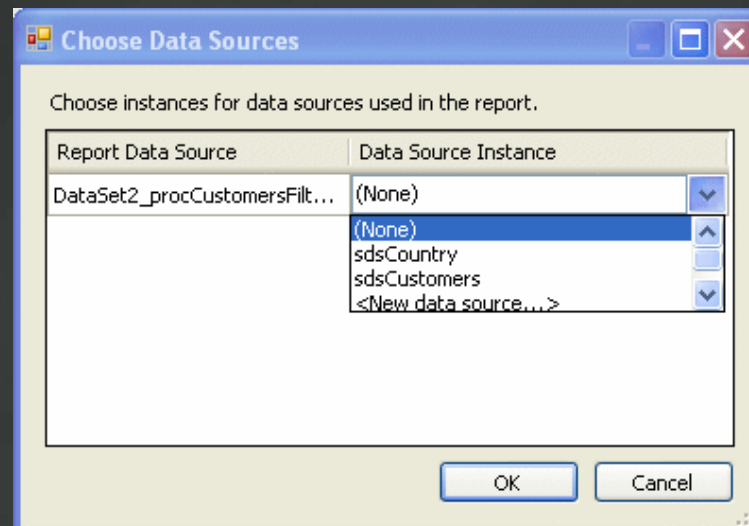 Choose Data Sources
Choose instances for data sources used in the report.
Report Data Source Data Source Instance
DataSet2_procCustomersFilt... (None)
(None)
sdsCountry
sdsCustomers
<New data source...>
OK Cancel